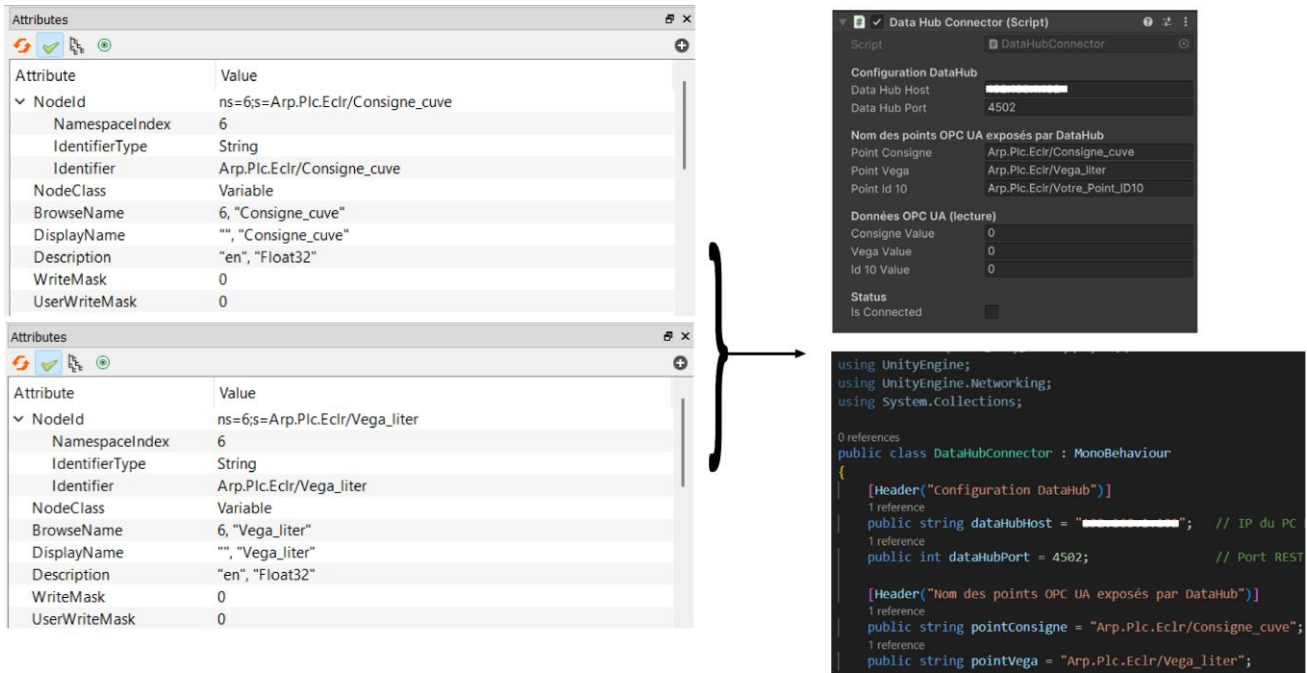 Attributes
Attribute Value
NodeId ns=6;s=Arp.Plc.Eclr/Consigne_cuve
NamespaceIndex 6
IdentifierType String
Identifier Arp.Plc.Eclr/Consigne_cuve
NodeClass Variable
BrowseName 6, "Consigne_cuve"
DisplayName "", "Consigne_cuve"
Description "en", "Float32"
WriteMask 0
UserWriteMask 0
Attributes
Attribute Value
NodeId ns=6;s=Arp.Plc.Eclr/Vega_liter
NamespaceIndex 6
IdentifierType String
Identifier Arp.Plc.Eclr/Vega_liter
NodeClass Variable
BrowseName 6, "Vega_liter"
DisplayName "", "Vega_liter"
Description "en", "Float32"
WriteMask 0
UserWriteMask 0
Data Hub Connector (Script)
Script DataHubConnector
Configuration DataHub
Data Hub Host
Data Hub Port 4502
Nom des points OPC UA exposés par DataHub
Point Consigne Arp.Plc.Eclr/Consigne_cuve
Point Vega Arp.Plc.Eclr/Vega_liter
Point Id 10 Arp.Plc.Eclr/Votre_Point_ID10
Données OPC UA (lecture)
Consigne Value 0
Vega Value 0
Id 10 Value 0
Status
Is Connected
using UnityEngine;
using UnityEngine.Networking;
using System.Collections;
0 references
public class DataHubConnector : MonoBehaviour
{
[Header("Configuration DataHub")]
1 reference
public string dataHubHost = ""; // IP du PC
1 reference
public int dataHubPort = 4502; // Port REST
[Header("Nom des points OPC UA exposés par DataHub")]
1 reference
public string pointConsigne = "Arp.Plc.Eclr/Consigne_cuve";
1 reference
public string pointVega = "Arp.Plc.Eclr/Vega_liter";